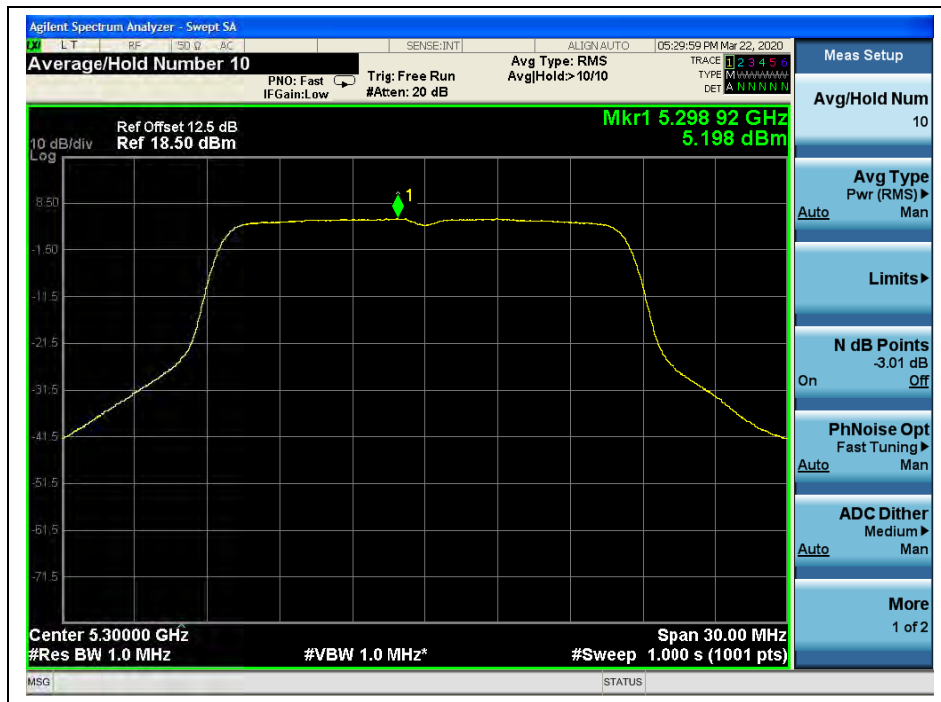 Agilent Spectrum Analyzer - Swept SA
LXI L T RF 50 Ω AC SENSE:INT ALIGN AUTO 05:29:59 PM Mar 22, 2020
Average/Hold Number 10
PNO: Fast
IFGain:Low
Trig: Free Run
#Atten: 20 dB
Avg Type: RMS
Avg|Hold:>10/10
TRACE 1 2 3 4 5 6
TYPE M W W W W W
DET A N N N N N
Mkr1 5.298 92 GHz
5.198 dBm
Ref Offset 12.5 dB
10 dB/div Ref 18.50 dBm
Log
1
8.50
-1.50
-11.5
-21.5
-31.5
-41.5
-51.5
-61.5
-71.5
Center 5.30000 GHz Span 30.00 MHz
#Res BW 1.0 MHz #VBW 1.0 MHz* #Sweep 1.000 s (1001 pts)
MSG STATUS
Meas Setup
Avg/Hold Num
10
Avg Type
Pwr (RMS)
Auto Man
Limits
N dB Points
-3.01 dB
On Off
PhNoise Opt
Fast Tuning
Auto Man
ADC Dither
Medium
Auto Man
More
1 of 2